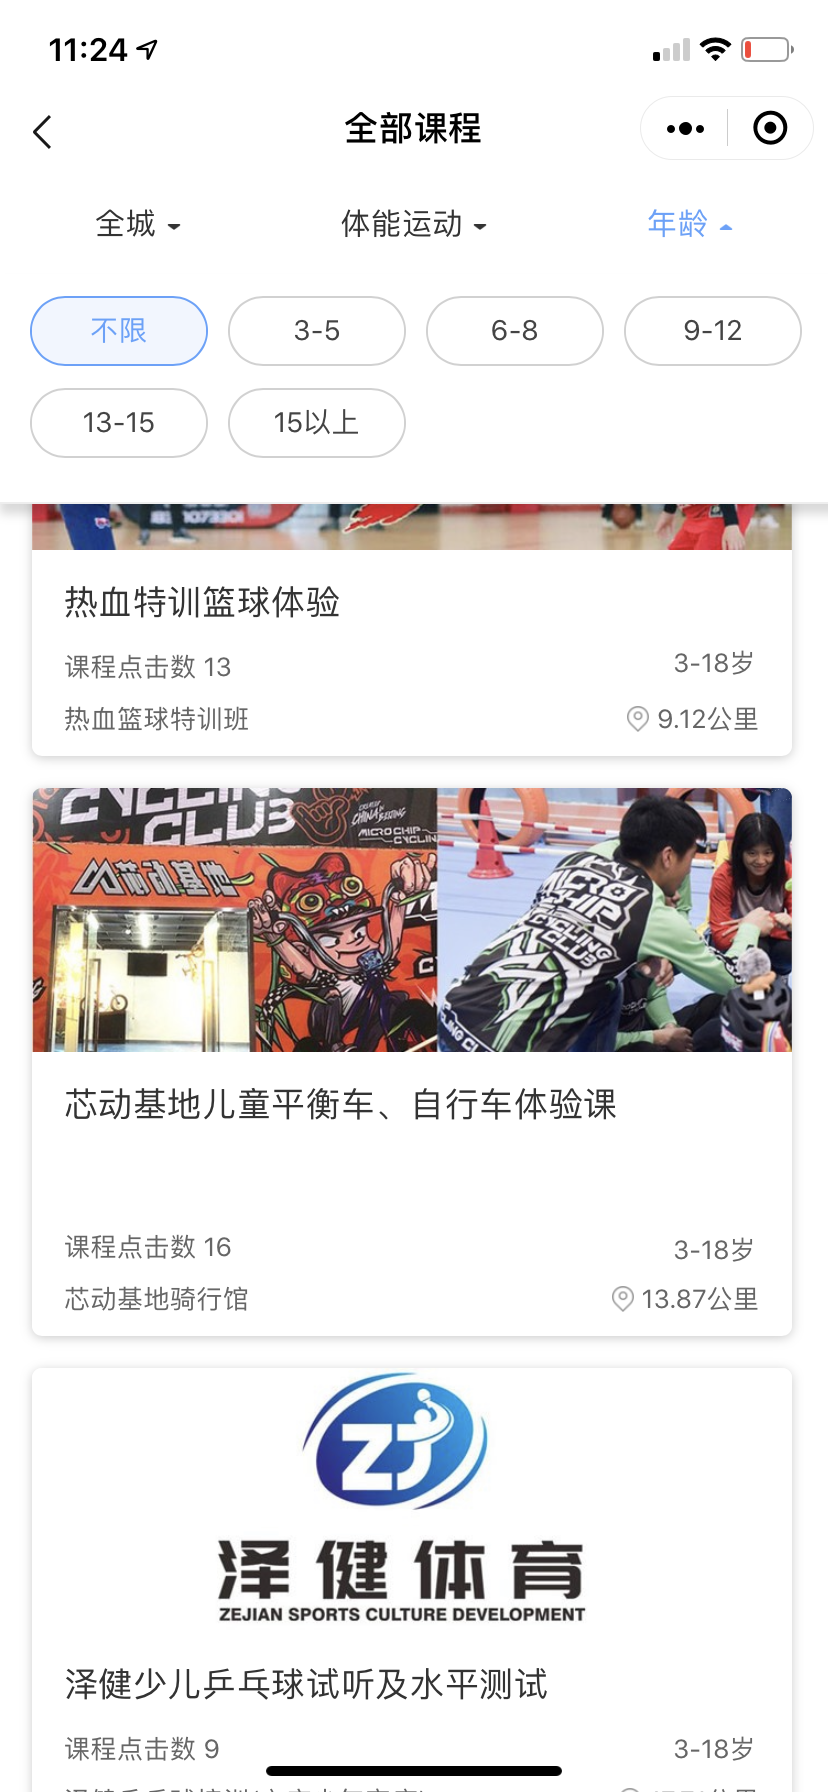 11:24
全部课程
全城 体能运动 年龄
不限 3-5 6-8 9-12
13-15 15以上
1073301
热血特训篮球体验
课程点击数 13 3-18岁
热血篮球特训班 9.12公里
CYCLING
CLUB
CHINA BEIJING
MICRO CHIP
CYCLING
芯动基地
MICRO
CHIP
CYCLING
CLUB
芯动基地儿童平衡车、自行车体验课
课程点击数 16 3-18岁
芯动基地骑行馆 13.87公里
ZJ
泽健体育
ZEJIAN SPORTS CULTURE DEVELOPMENT
泽健少儿乒乓球试听及水平测试
课程点击数 9 3-18岁